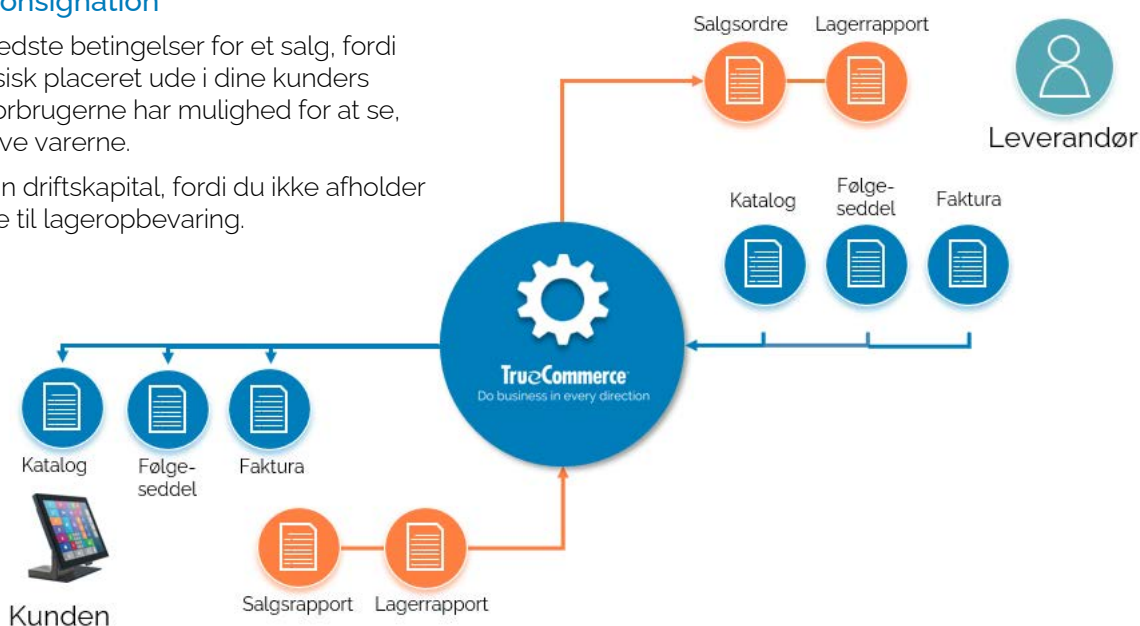 onsignation
edste betingelser for et salg, fordi
sisk placeret ude i dine kunders
orbrugerne har mulighed for at se,
ve varerne.
n driftskapital, fordi du ikke afholder
e til lageropbevaring.
Salgsordre Lagerrapport
Leverandør
Katalog Følge-
seddel Faktura
TrueCommerce
Do business in every direction
Katalog Følge-
seddel Faktura
Salgsrapport Lagerrapport
Kunden